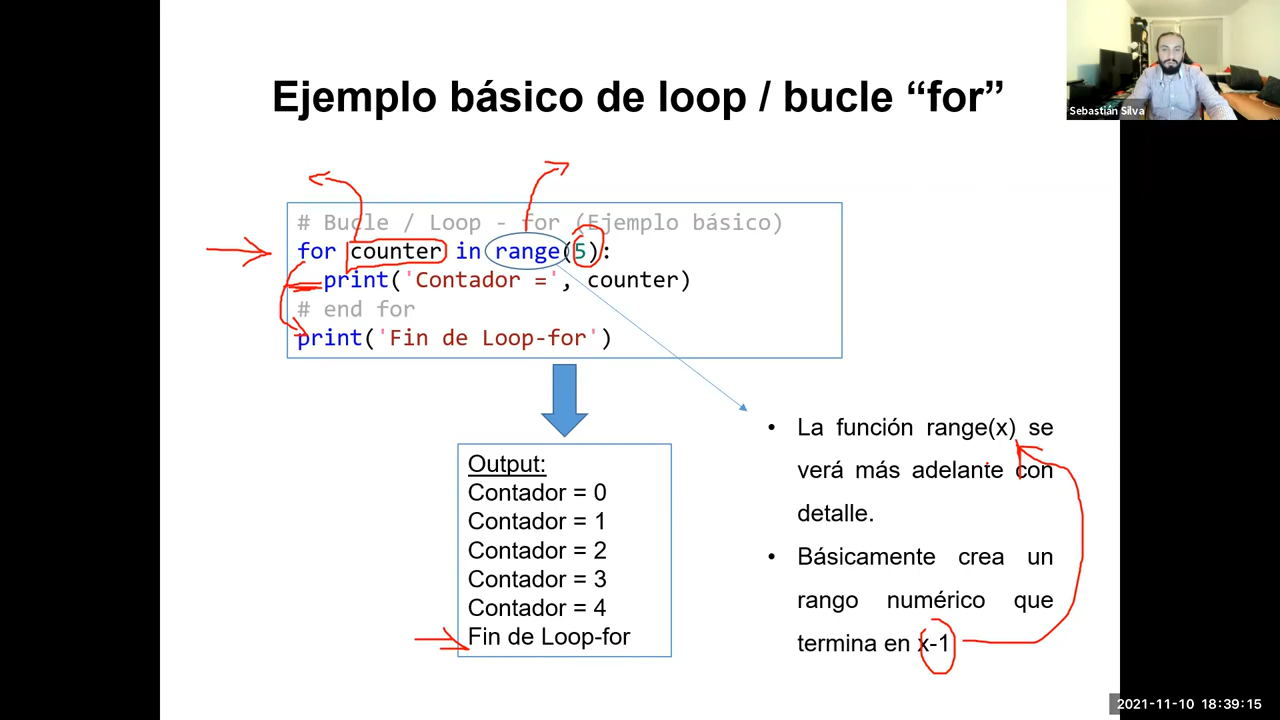 Ejemplo básico de loop / bucle “for”
Sebastián Silva
# Bucle / Loop - for (Ejemplo básico)
for counter in range(5):
print('Contador =', counter)
# end for
print('Fin de Loop-for')
Output:
Contador = 0
Contador = 1
Contador = 2
Contador = 3
Contador = 4
Fin de Loop-for
• La función range(x) se
verá más adelante con
detalle.
• Básicamente crea un
rango numérico que
termina en x-1
2021-11-10 18:39:15